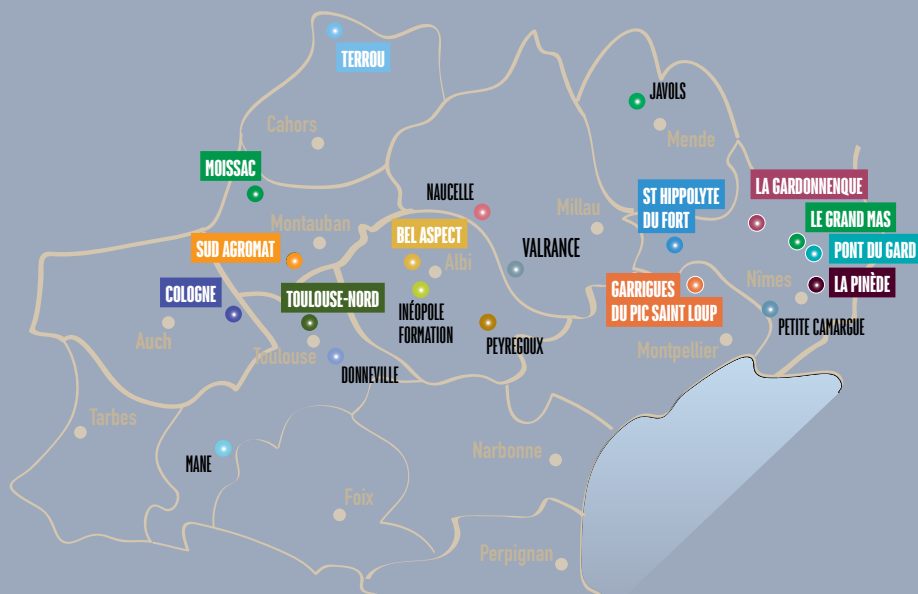 TERROU
JAVOLS
Cahors
Mende
MOISSAC
LA GARDONNENQUE
NAUCELLE
ST HIPPOLYTE
DU FORT
Millau
LE GRAND MAS
Montauban
BEL ASPECT
SUD AGROMAT
VALRANCE
PONT DU GARD
Albi
Nîmes
LA PINÈDE
COLOGNE
TOULOUSE-NORD
GARRIGUES
DU PIC SAINT LOUP
INÉOPOLE
FORMATION
PETITE CAMARGUE
Auch
PEYREGOUX
Montpellier
Toulouse
DONNEVILLE
Tarbes
Narbonne
MANE
Foix
Perpignan